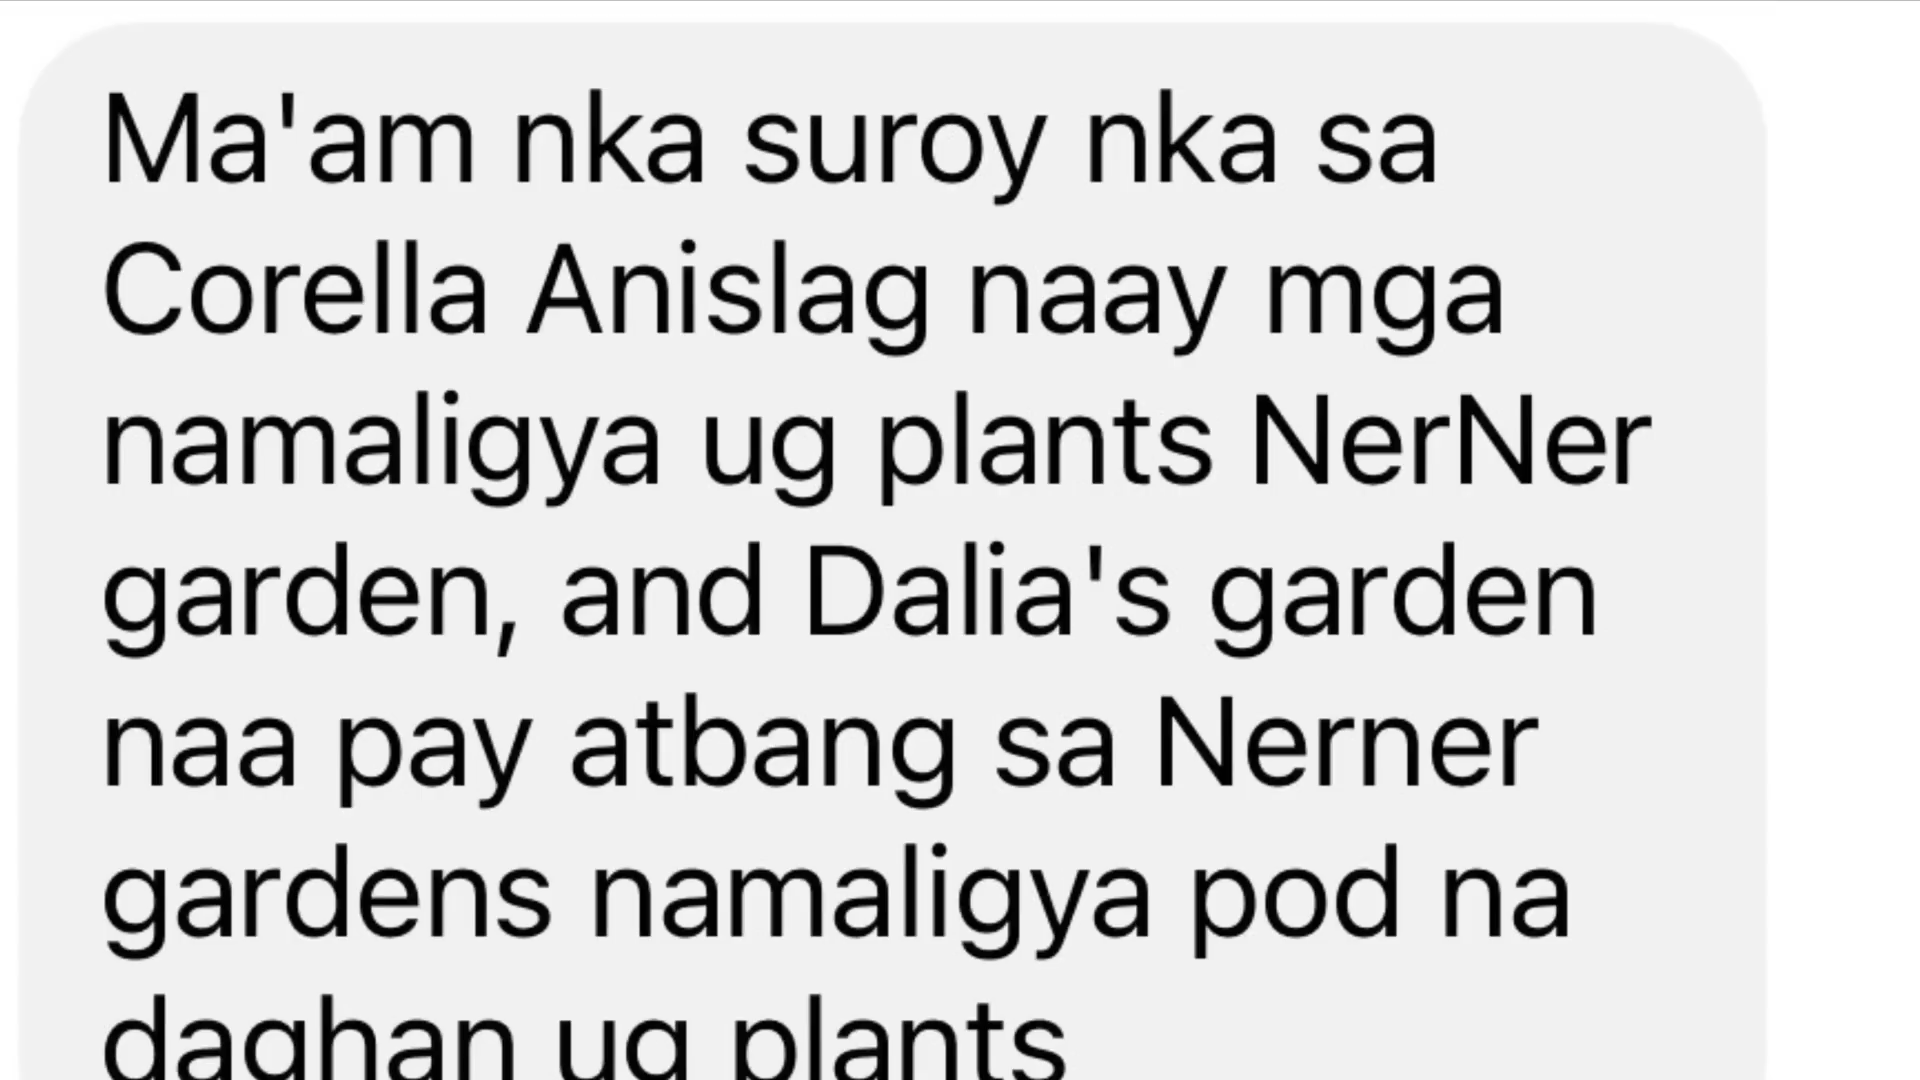 Ma'am nka suroy nka sa
Corella Anislag naay mga
namaligya ug plants NerNer
garden, and Dalia's garden
naa pay atbang sa Nerner
gardens namaligya pod na
daghan ug plants